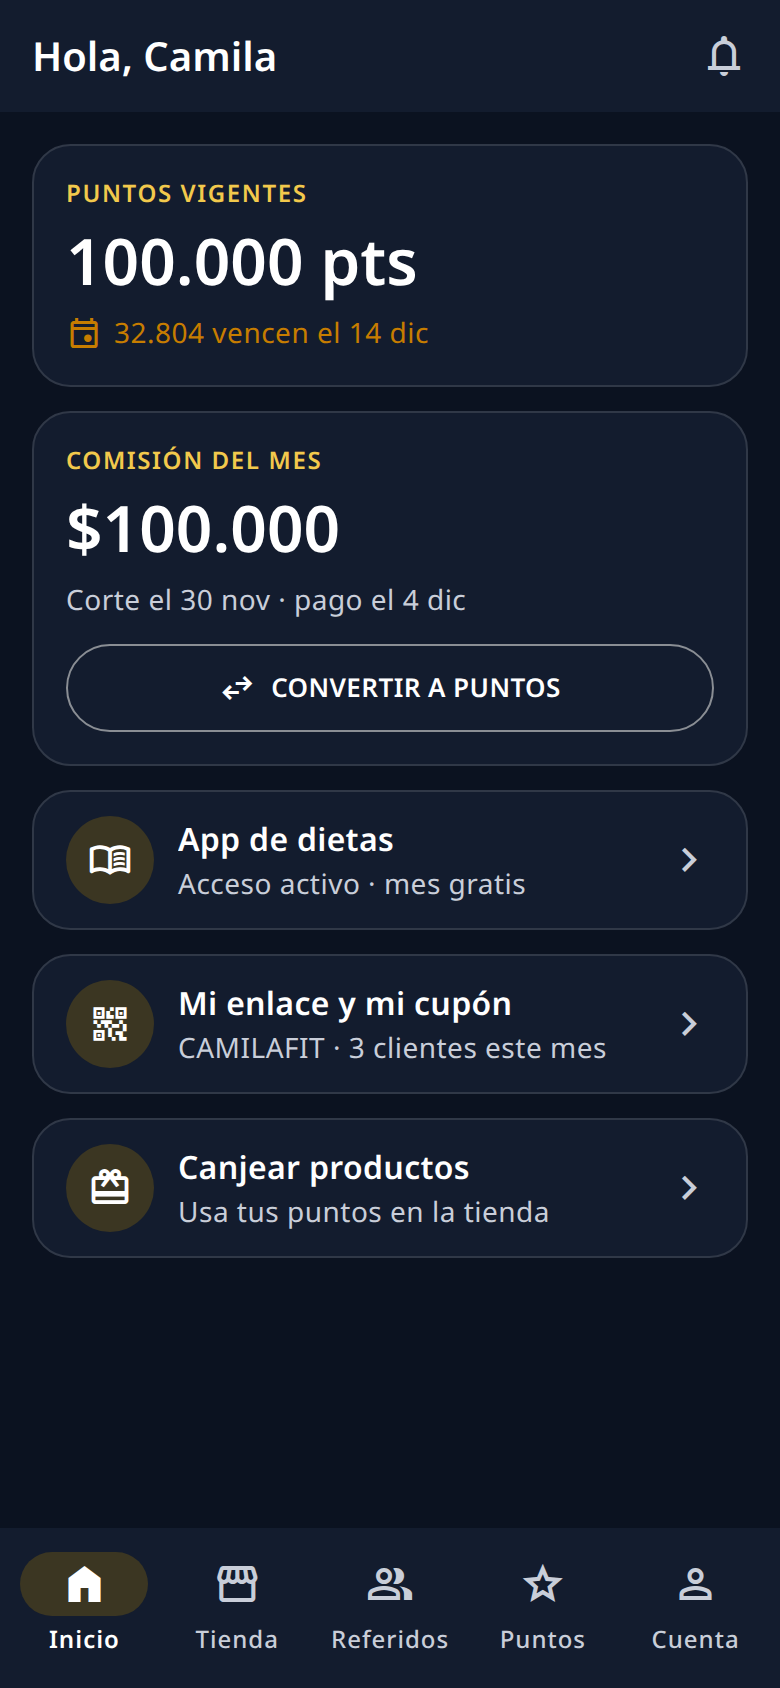 Hola, Camila
PUNTOS VIGENTES
100.000 pts
32.804 vencen el 14 dic
COMISIÓN DEL MES
$100.000
Corte el 30 nov · pago el 4 dic
CONVERTIR A PUNTOS
App de dietas
Acceso activo · mes gratis
Mi enlace y mi cupón
CAMILAFIT · 3 clientes este mes
Canjear productos
Usa tus puntos en la tienda
Inicio Tienda Referidos Puntos Cuenta